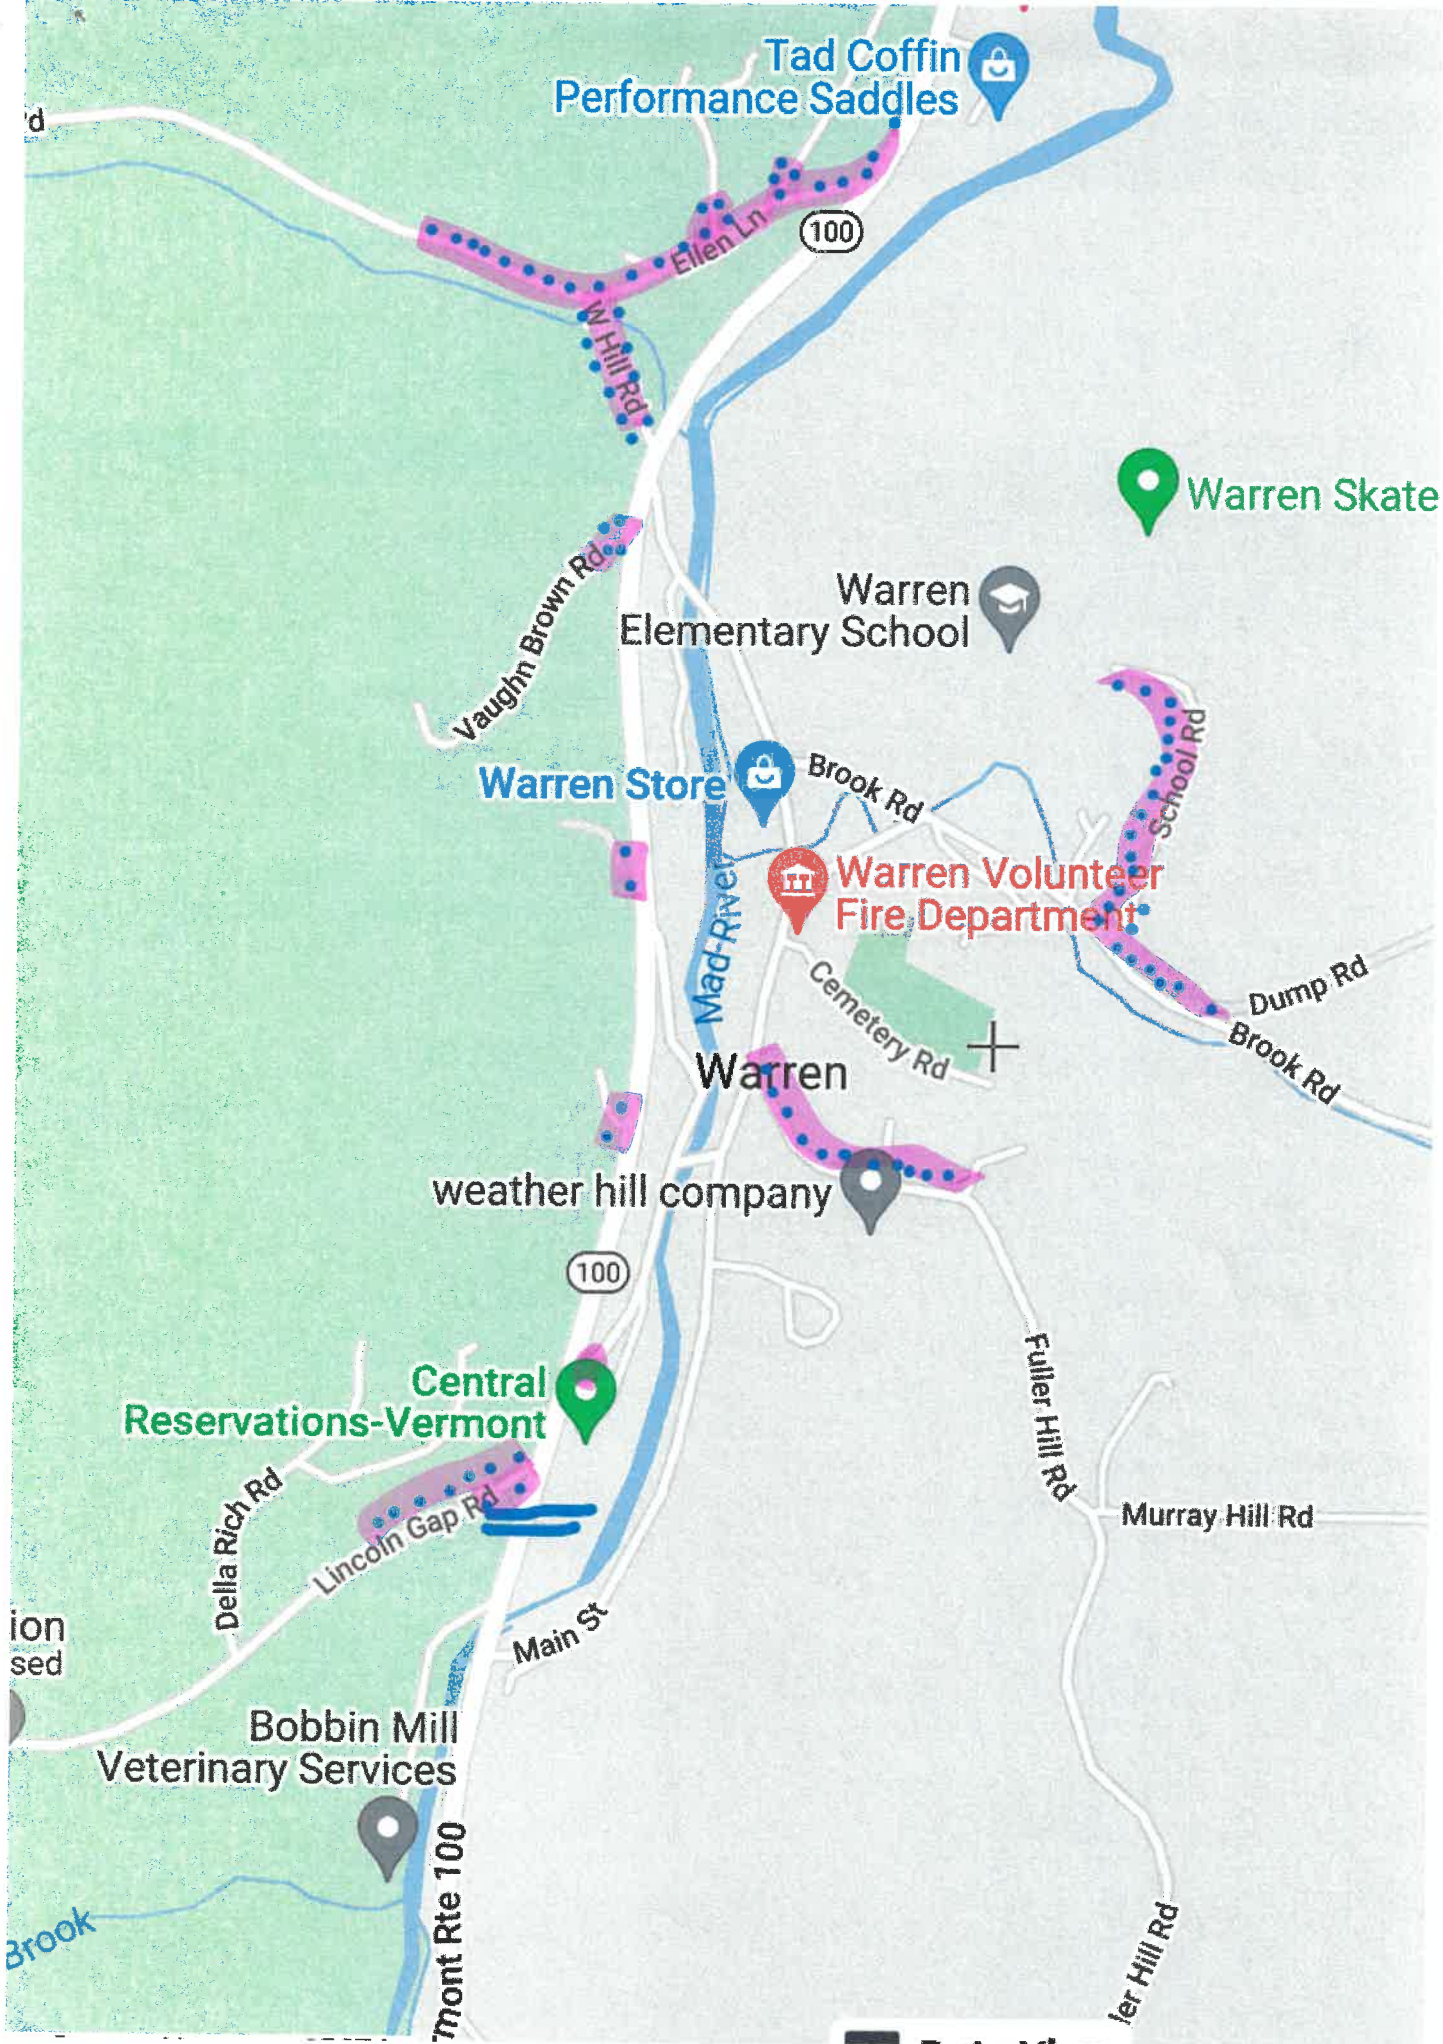 Tad Coffin
Performance Saddles
'd
Ellen Ln
100
W Hill Rd
Warren Skate
Vaughn Brown Rd
Warren
Elementary School
School Rd
Warren Store
Brook Rd
Warren Volunteer
Fire Department
Mad River
Cemetery Rd
Dump Rd
Brook Rd
Warren
weather hill company
100
Fuller Hill Rd
Central
Reservations-Vermont
Murray Hill Rd
Della Rich Rd
Lincoln Gap Rd
ion
sed
Main St
Bobbin Mill
Veterinary Services
mont Rte 100
Brook
ler Hill Rd